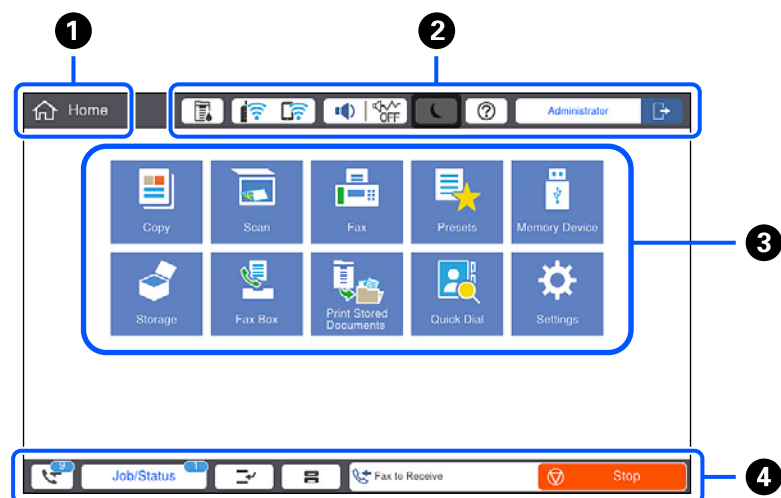 1
2
Home
OFF
?
Administrator
Copy
Scan
Fax
Presets
Memory Device
3
Storage
Fax Box
Print Stored
Documents
Quick Dial
Settings
9
Job/Status
1
Fax to Receive
Stop
4